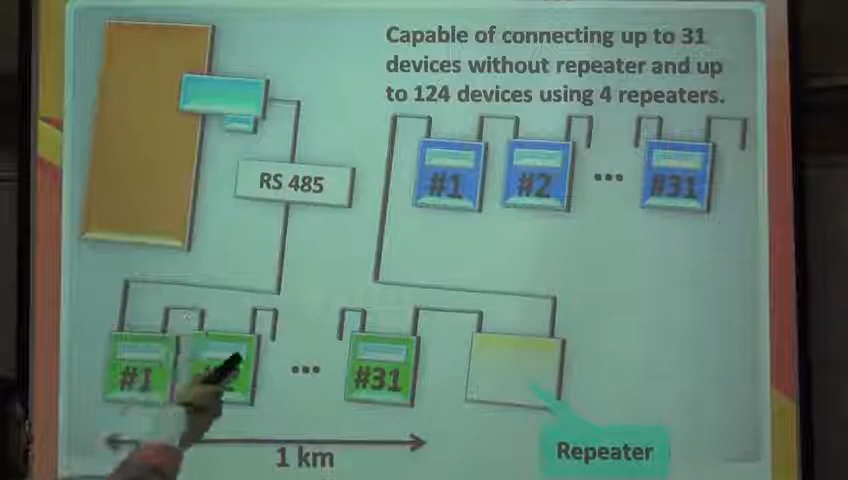 Capable of connecting up to 31
devices without repeater and up
to 124 devices using 4 repeaters.
RS 485
#1
#2
...
#31
#1
...
#31
1 km
Repeater